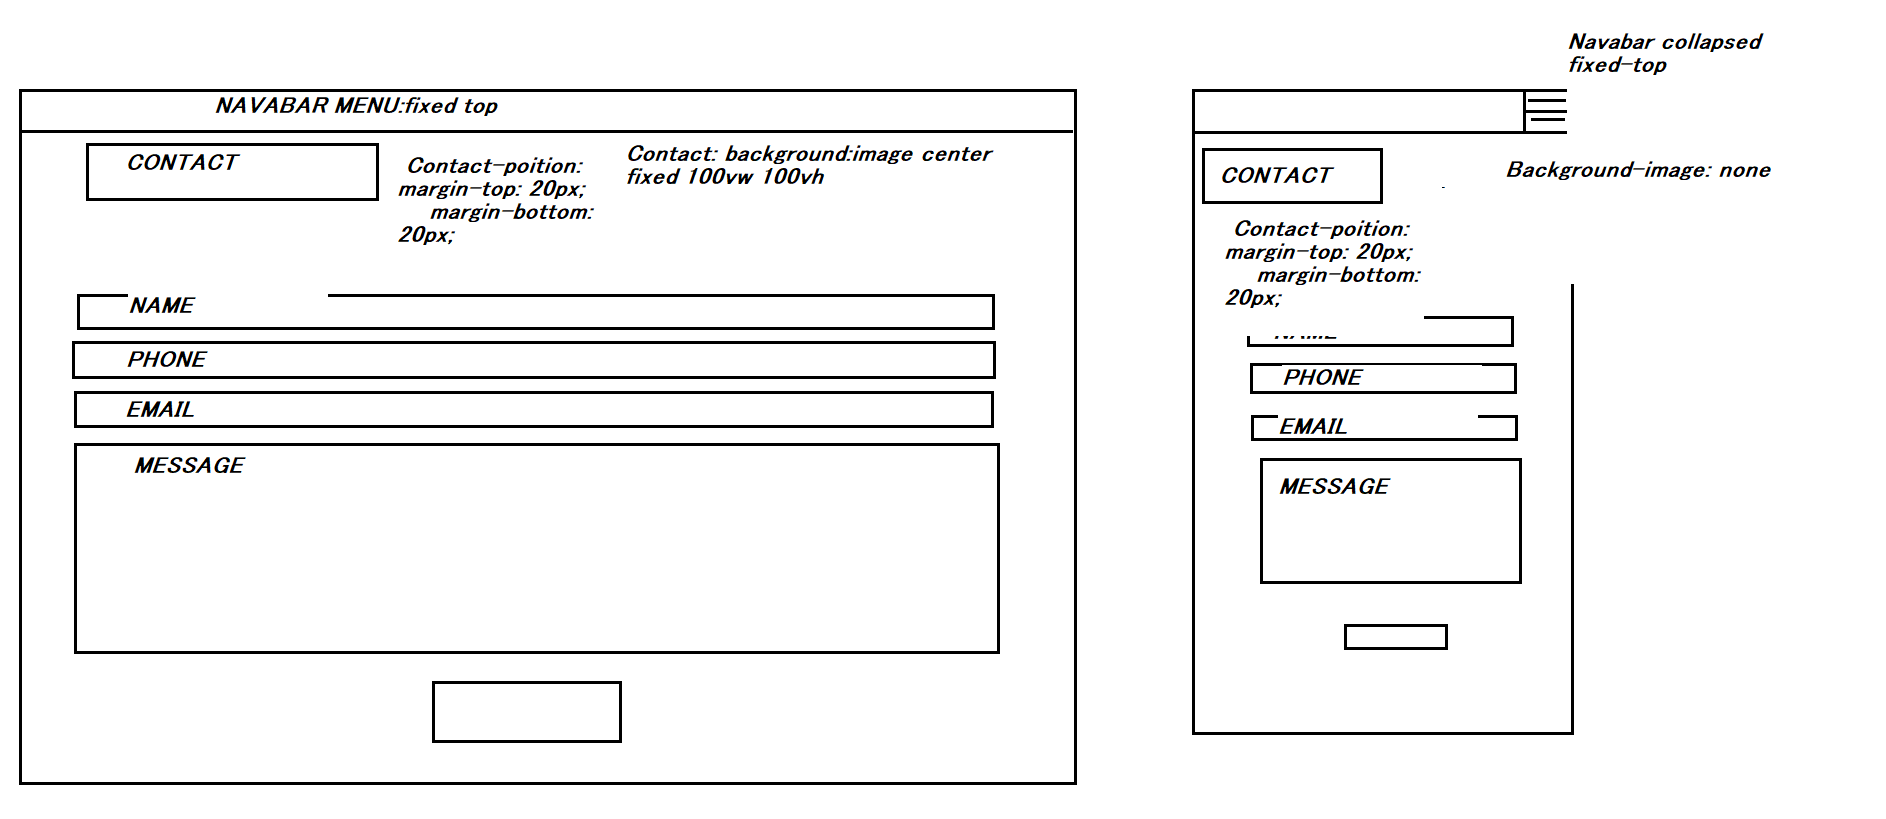 Navabar collapsed
fixed-top
NAVABAR MENU:fixed top
CONTACT
Contact-poition:
margin-top: 20px;
margin-bottom:
20px;
Contact: background:image center
fixed 100vw 100vh
NAME
PHONE
EMAIL
MESSAGE
CONTACT
Background-image: none
Contact-poition:
margin-top: 20px;
margin-bottom:
20px;
PHONE
EMAIL
MESSAGE